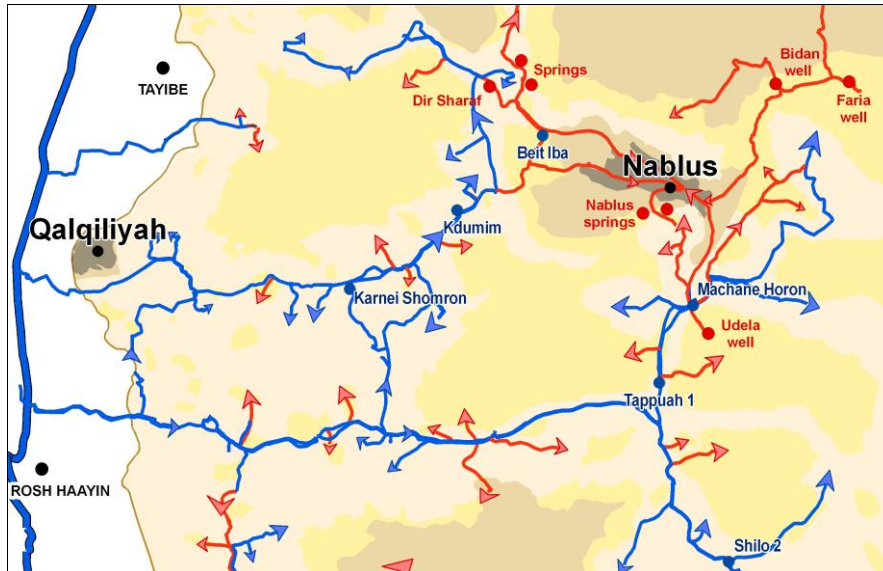 TAYIBE
Springs
Dir Sharaf
Bidan
well
Faria
well
Beit Iba
Nablus
Nablus
springs
Qalqiliyah
Kdumim
Karnei Shomron
Machane Horon
Udela
well
Tappuah 1
ROSH HAAYIN
Shilo 2